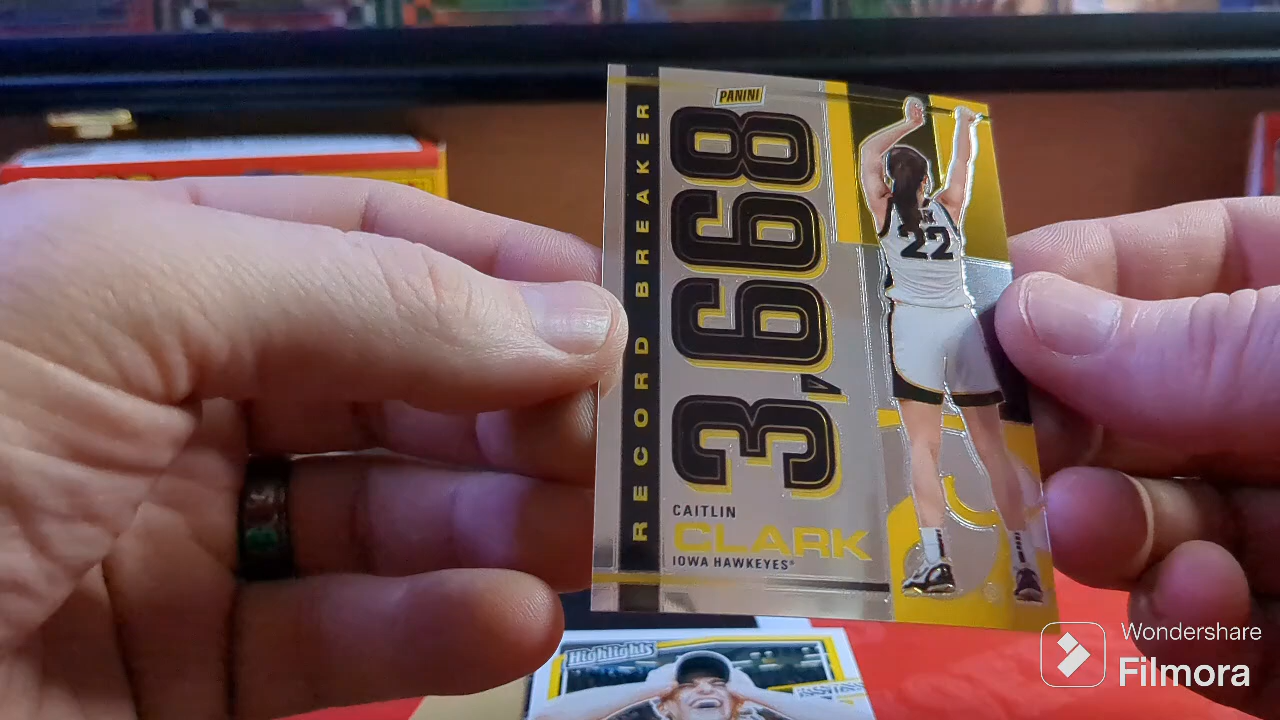 PANINI
RECORD BREAKER
3,668
22
CAITLIN
CLARK
IOWA HAWKEYES
Highlights
Wondershare
Filmora